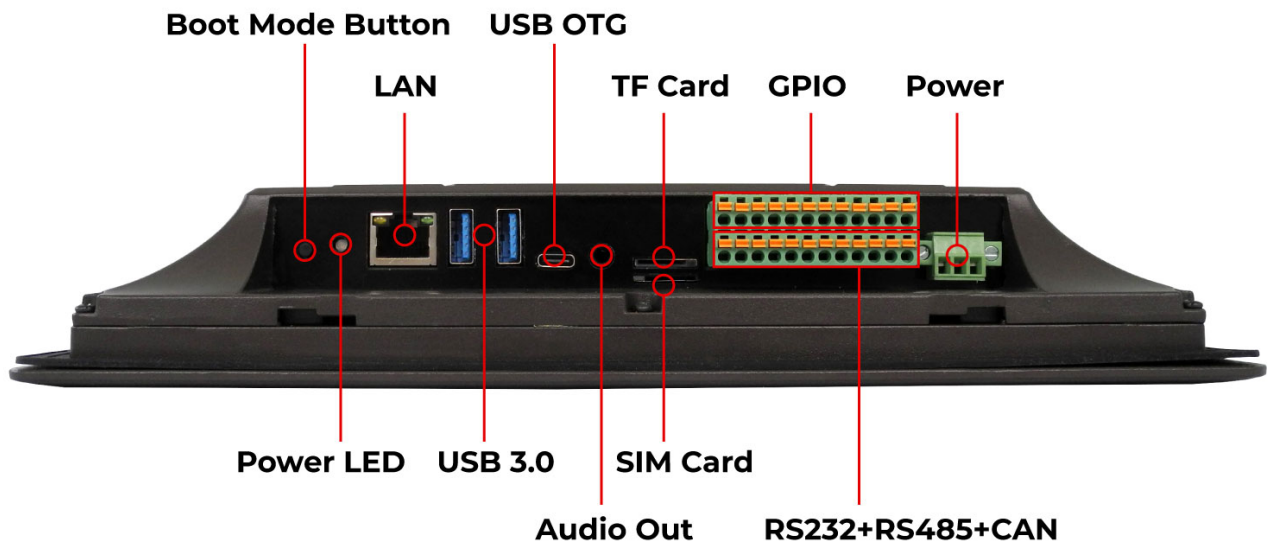 Boot Mode Button USB OTG
LAN TF Card GPIO Power
Power LED USB 3.0 SIM Card
Audio Out RS232+RS485+CAN